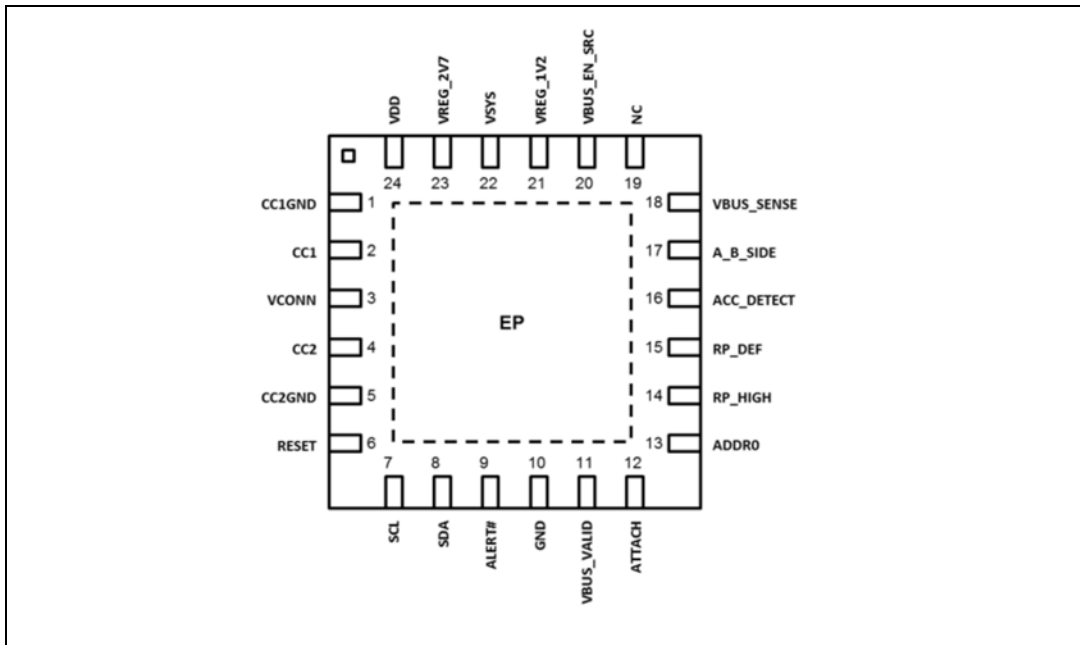 VDD
VREG_2V7
VSYS
VREG_1V2
VBUS_EN_SRC
NC
24 23 22 21 20 19
CC1GND 1 18 VBUS_SENSE
CC1 2 17 A_B_SIDE
VCONN 3 16 ACC_DETECT
EP
CC2 4 15 RP_DEF
CC2GND 5 14 RP_HIGH
RESET 6 13 ADDR0
7 8 9 10 11 12
SCL
SDA
ALERT#
GND
VBUS_VALID
ATTACH